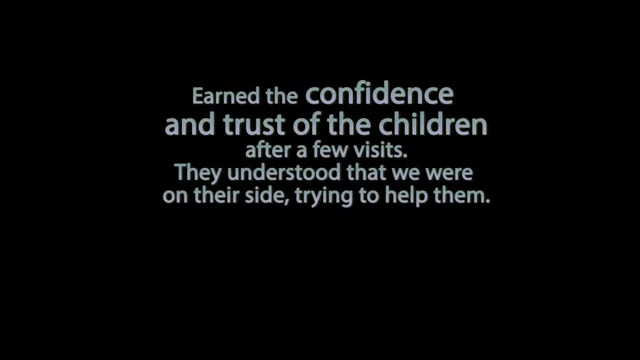 Earned the confidence
and trust of the children
after a few visits.
They understood that we were
on their side, trying to help them.